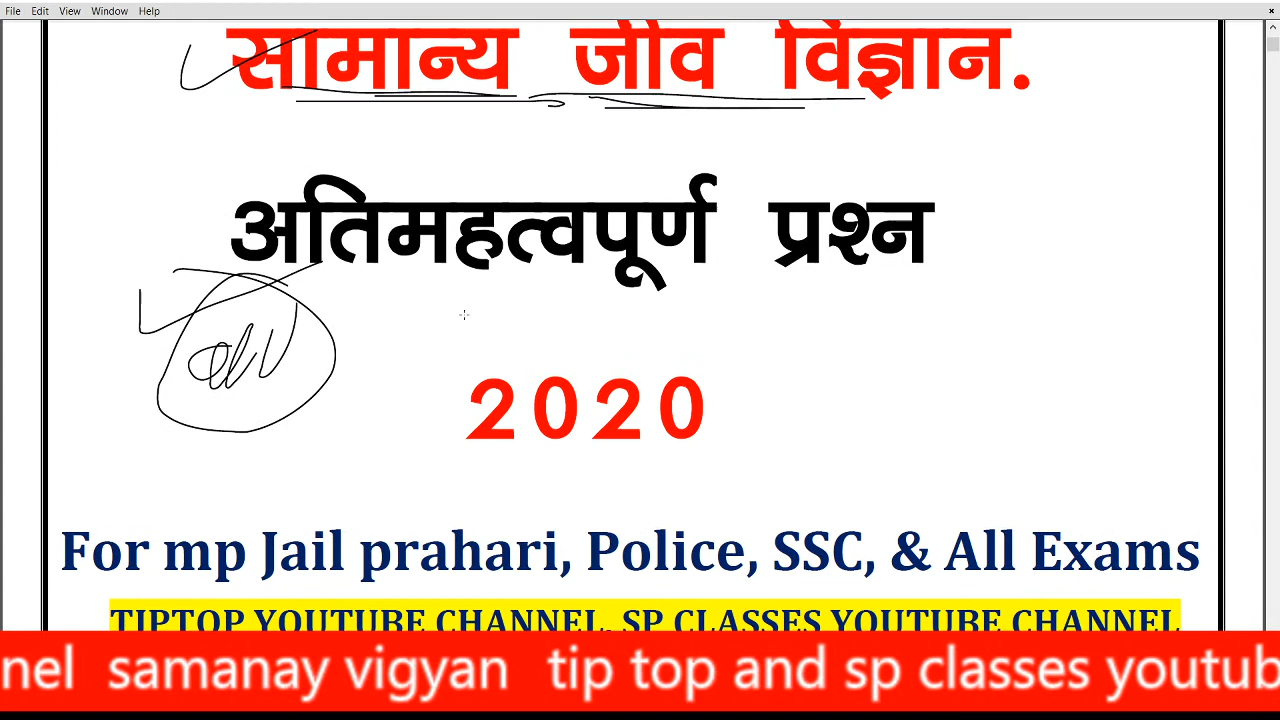 File Edit View Window Help
सामान्य जीव विज्ञान.
अतिमहत्वपूर्ण प्रश्न
all
2020
For mp Jail prahari, Police, SSC, & All Exams
TIPTOP YOUTUBE CHANNEL, SP CLASSES YOUTUBE CHANNEL
nel samanay vigyan tip top and sp classes youtub